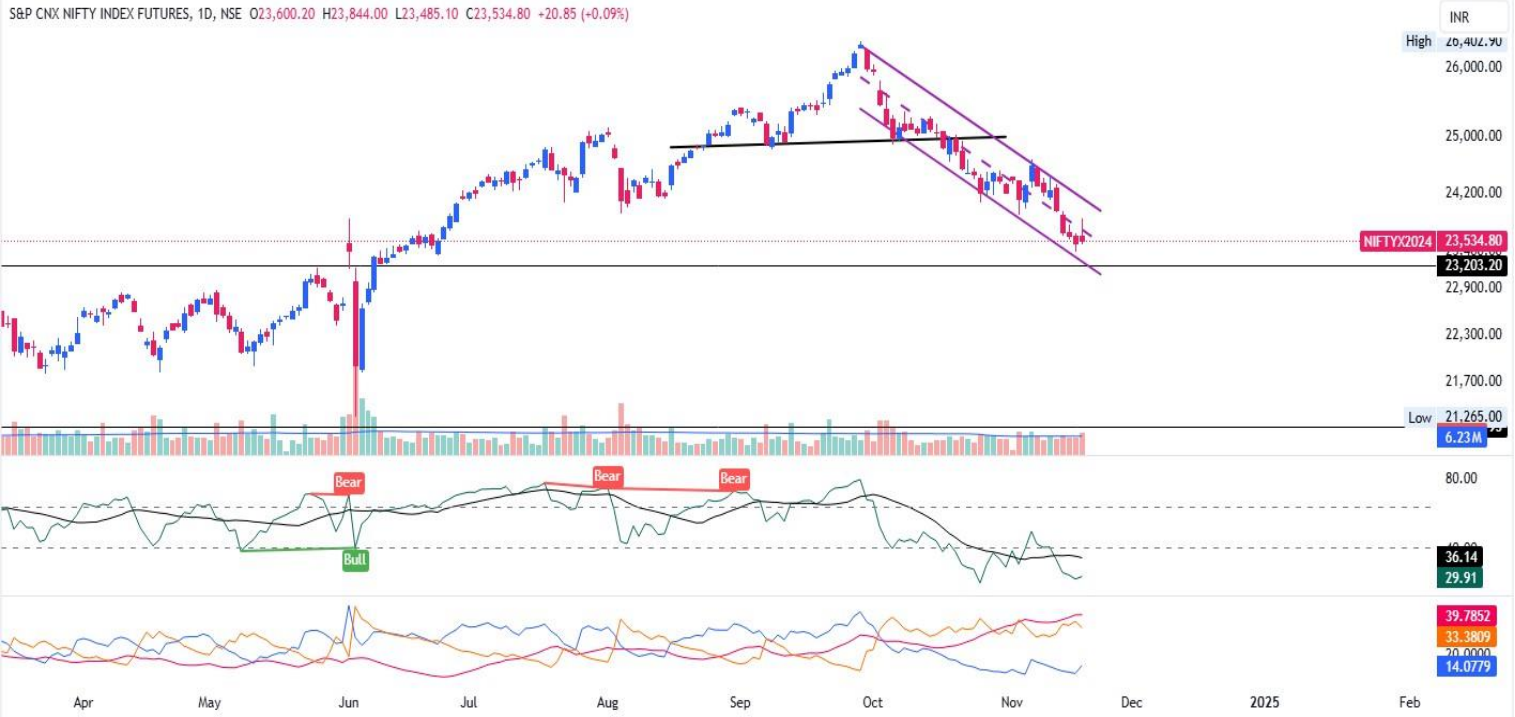 S&P CNX NIFTY INDEX FUTURES, 1D, NSE O23,600.20 H23,844.00 L23,485.10 C23,534.80 +20.85 (+0.09%)
INR
High 26,402.90
26,000.00
25,000.00
24,200.00
NIFTYX2024 23,534.80
23,203.20
22,900.00
22,300.00
21,700.00
Low 21,265.00
6.23M
Bear
Bear
Bear
80.00
Bull
40.00
36.14
29.91
39.7852
33.3809
20.0000
14.0779
Apr May Jun Jul Aug Sep Oct Nov Dec 2025 Feb